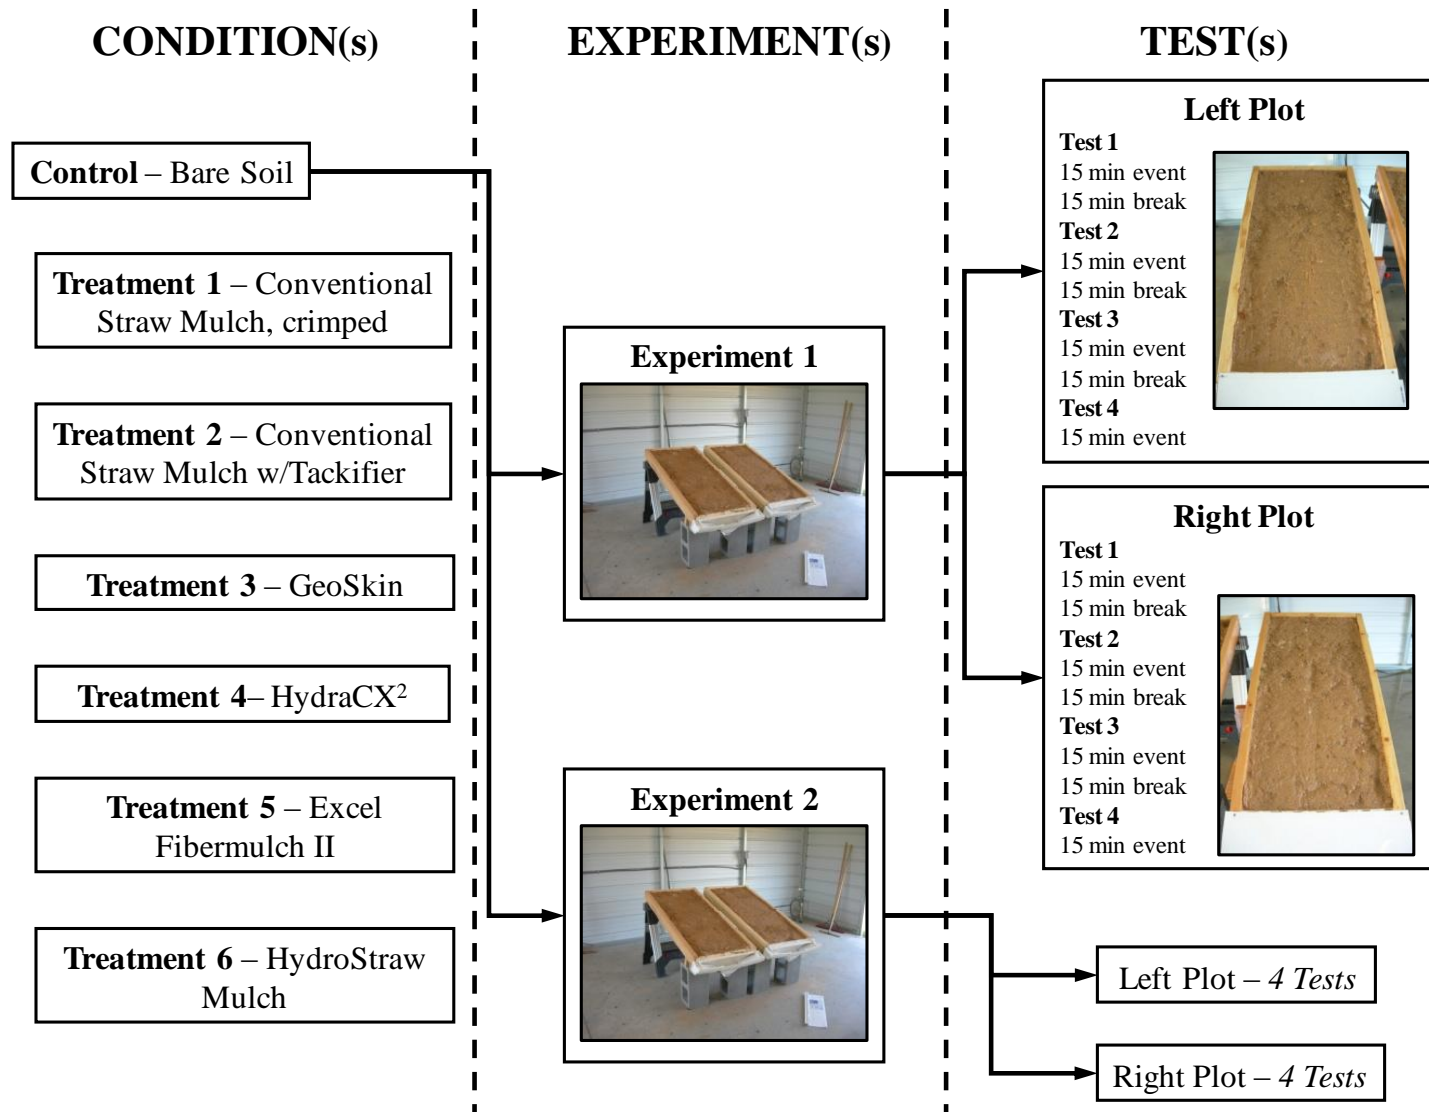 CONDITION(s)
EXPERIMENT(s)
TEST(s)
Control – Bare Soil
Treatment 1 – Conventional
Straw Mulch, crimped
Treatment 2 – Conventional
Straw Mulch w/Tackifier
Treatment 3 – GeoSkin
Treatment 4– HydraCX²
Treatment 5 – Excel
Fibermulch II
Treatment 6 – HydroStraw
Mulch
Experiment 1
Experiment 2
Left Plot
Test 1
15 min event
15 min break
Test 2
15 min event
15 min break
Test 3
15 min event
15 min break
Test 4
15 min event
Right Plot
Test 1
15 min event
15 min break
Test 2
15 min event
15 min break
Test 3
15 min event
15 min break
Test 4
15 min event
Left Plot – 4 Tests
Right Plot – 4 Tests